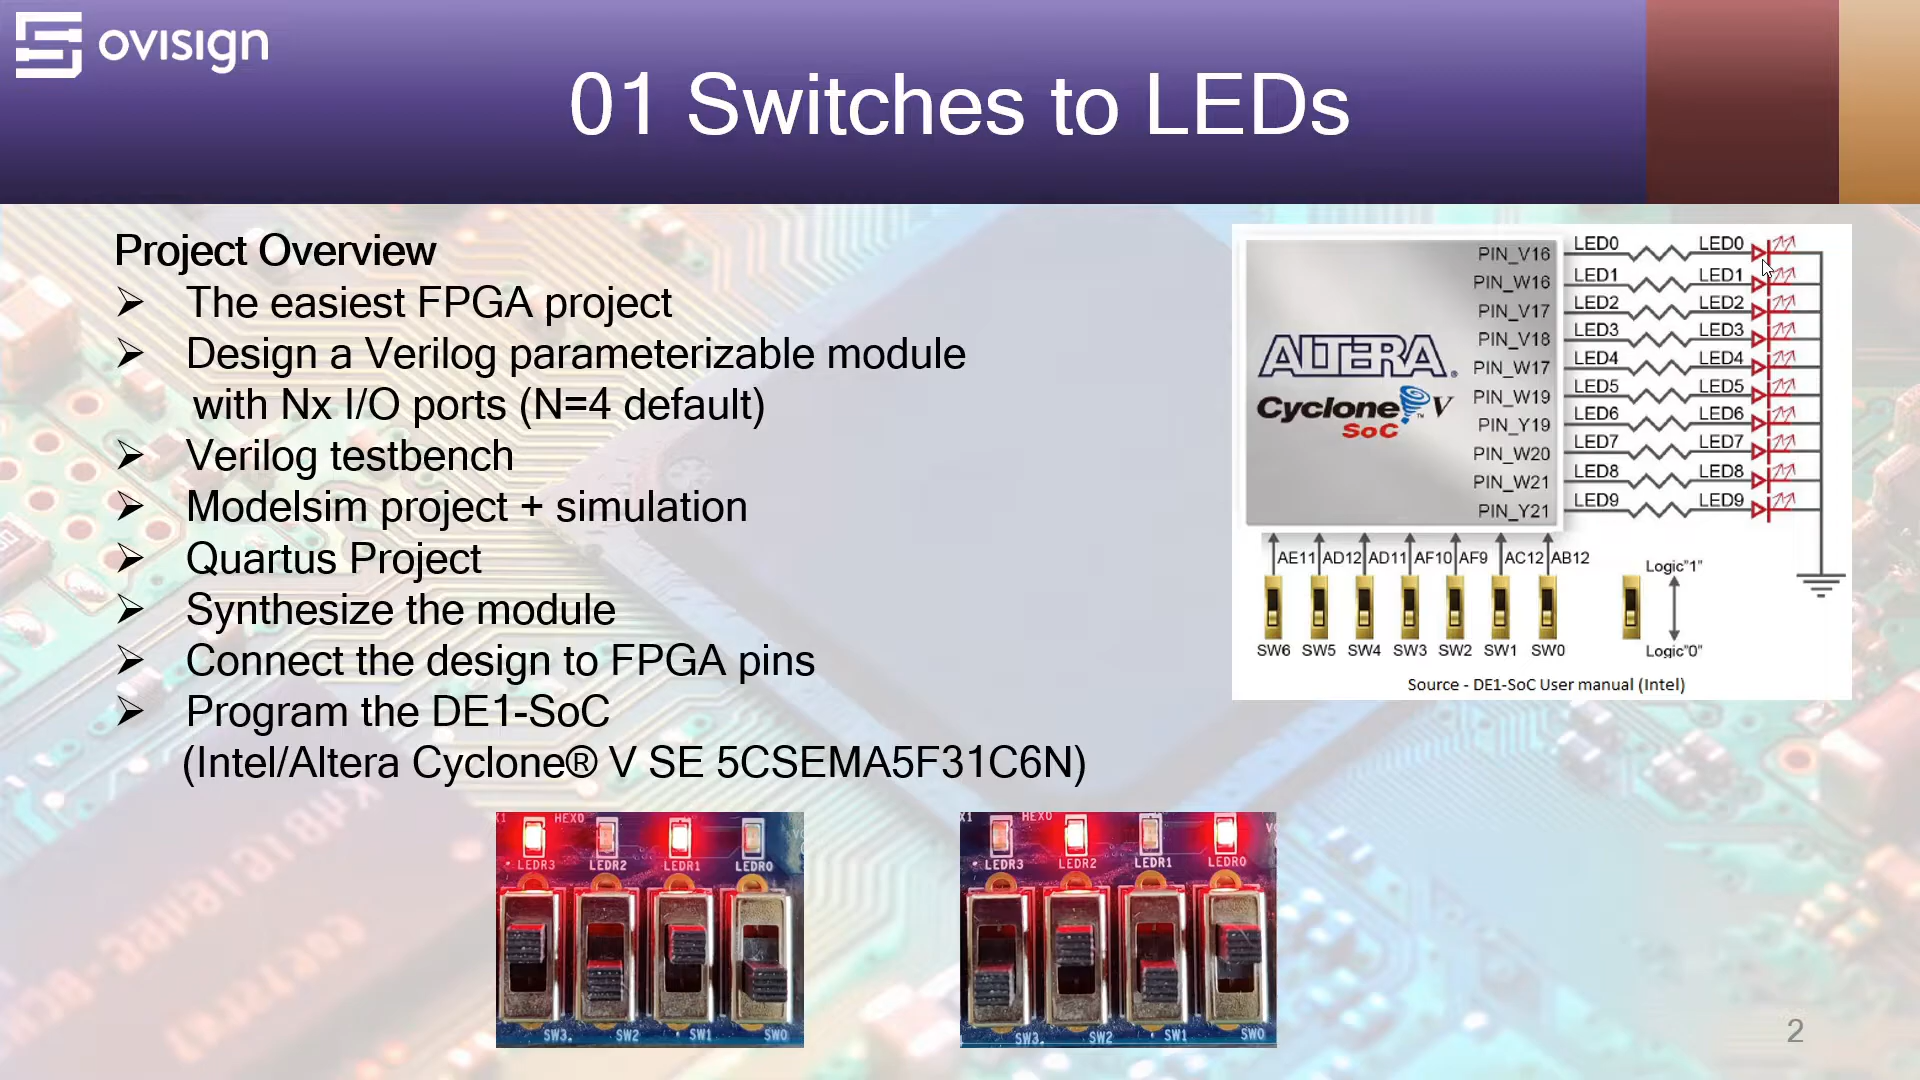 ovisign
01 Switches to LEDs
Project Overview
The easiest FPGA project
Design a Verilog parameterizable module
with Nx I/O ports (N=4 default)
Verilog testbench
Modelsim project + simulation
Quartus Project
Synthesize the module
Connect the design to FPGA pins
Program the DE1-SoC
(Intel/Altera Cyclone® V SE 5CSEMA5F31C6N)
ALTERA®
Cyclone™ V
SoC
PIN_V16 LED0 LED0
PIN_W16 LED1 LED1
PIN_V17 LED2 LED2
PIN_V18 LED3 LED3
PIN_W17 LED4 LED4
PIN_W19 LED5 LED5
PIN_Y19 LED6 LED6
PIN_W20 LED7 LED7
PIN_W21 LED8 LED8
PIN_Y21 LED9 LED9
AE11 AD12 AD11 AF10 AF9 AC12 AB12
Logic"1"
SW6 SW5 SW4 SW3 SW2 SW1 SW0
Logic"0"
Source - DE1-SoC User manual (Intel)
HEX0
LEDR3 LEDR2 LEDR1 LEDR0
SW3. SW2 SW1 SW0
HEX0
LEDR3 LEDR2 LEDR1 LEDR0
SW3. SW2 SW1 SW0
2